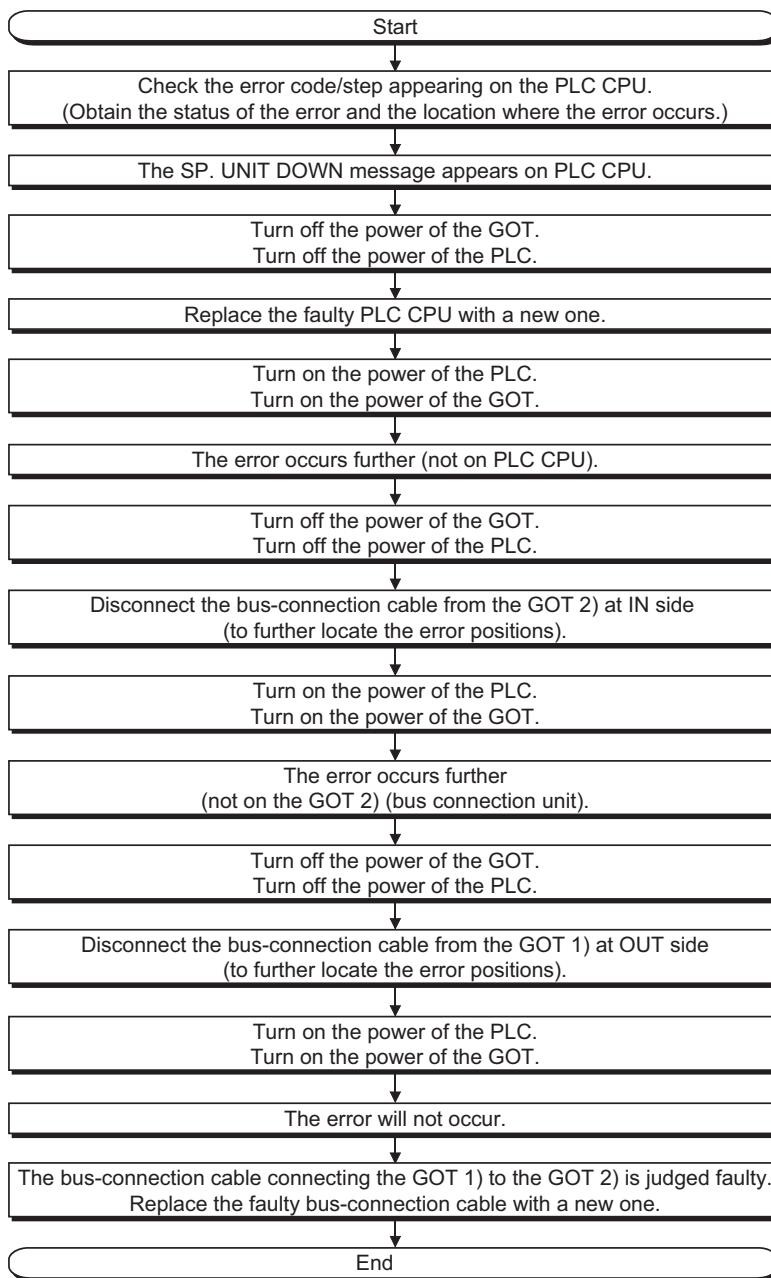 Start
Check the error code/step appearing on the PLC CPU.
(Obtain the status of the error and the location where the error occurs.)
The SP. UNIT DOWN message appears on PLC CPU.
Turn off the power of the GOT.
Turn off the power of the PLC.
Replace the faulty PLC CPU with a new one.
Turn on the power of the PLC.
Turn on the power of the GOT.
The error occurs further (not on PLC CPU).
Turn off the power of the GOT.
Turn off the power of the PLC.
Disconnect the bus-connection cable from the GOT 2) at IN side
(to further locate the error positions).
Turn on the power of the PLC.
Turn on the power of the GOT.
The error occurs further
(not on the GOT 2) (bus connection unit).
Turn off the power of the GOT.
Turn off the power of the PLC.
Disconnect the bus-connection cable from the GOT 1) at OUT side
(to further locate the error positions).
Turn on the power of the PLC.
Turn on the power of the GOT.
The error will not occur.
The bus-connection cable connecting the GOT 1) to the GOT 2) is judged faulty.
Replace the faulty bus-connection cable with a new one.
End